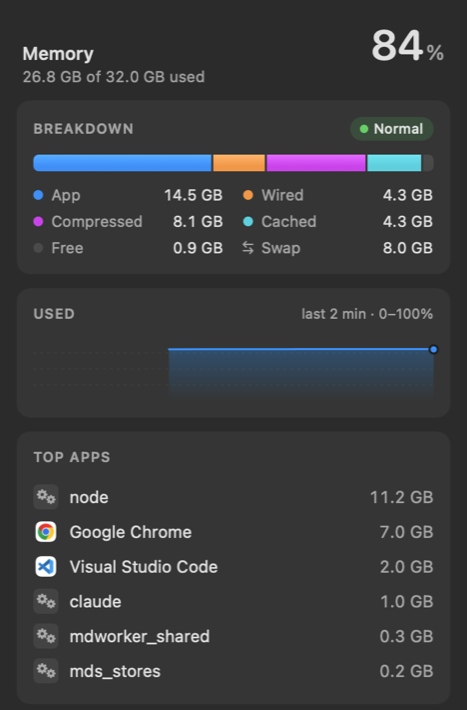 Memory 84%
26.8 GB of 32.0 GB used
BREAKDOWN Normal
App 14.5 GB Wired 4.3 GB
Compressed 8.1 GB Cached 4.3 GB
Free 0.9 GB Swap 8.0 GB
USED last 2 min · 0–100%
TOP APPS
node 11.2 GB
Google Chrome 7.0 GB
Visual Studio Code 2.0 GB
claude 1.0 GB
mdworker_shared 0.3 GB
mds_stores 0.2 GB